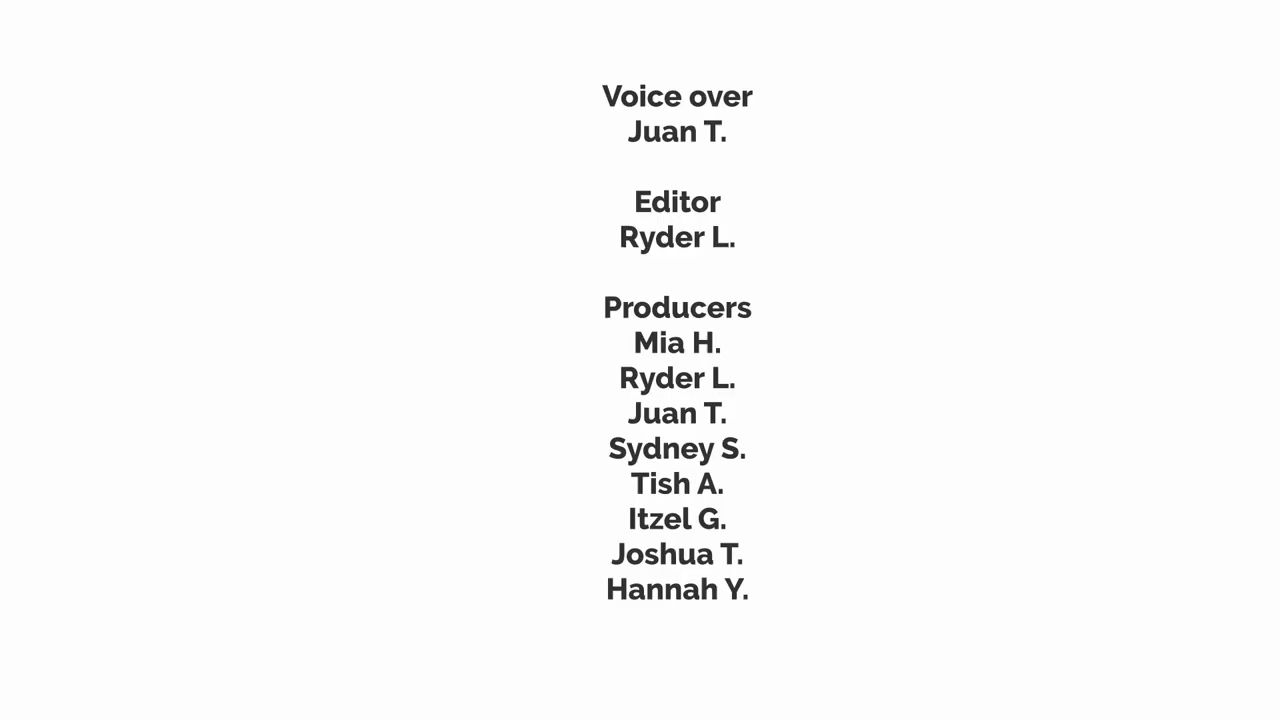 Voice over
Juan T.
Editor
Ryder L.
Producers
Mia H.
Ryder L.
Juan T.
Sydney S.
Tish A.
Itzel G.
Joshua T.
Hannah Y.